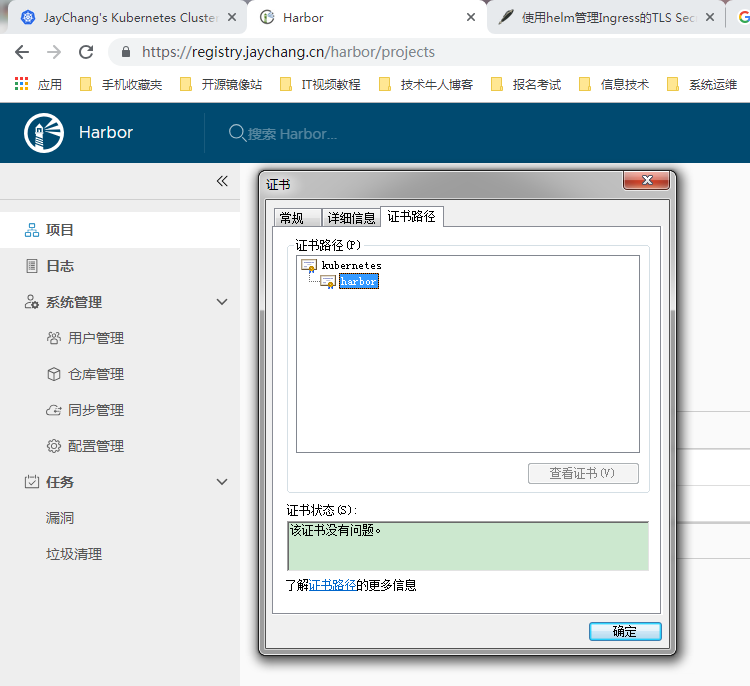 JayChang's Kubernetes Cluster
Harbor
使用helm管理Ingress的TLS Sec
https://registry.jaychang.cn/harbor/projects
应用
手机收藏夹
开源镜像站
IT视频教程
技术牛人博客
报名考试
信息技术
系统运维
Harbor
搜索 Harbor...
项目
日志
系统管理
用户管理
仓库管理
同步管理
配置管理
任务
漏洞
垃圾清理
证书
常规
详细信息
证书路径
证书路径(P)
kubernetes
harbor
查看证书(V)
证书状态(S):
该证书没有问题。
了解证书路径的更多信息
确定